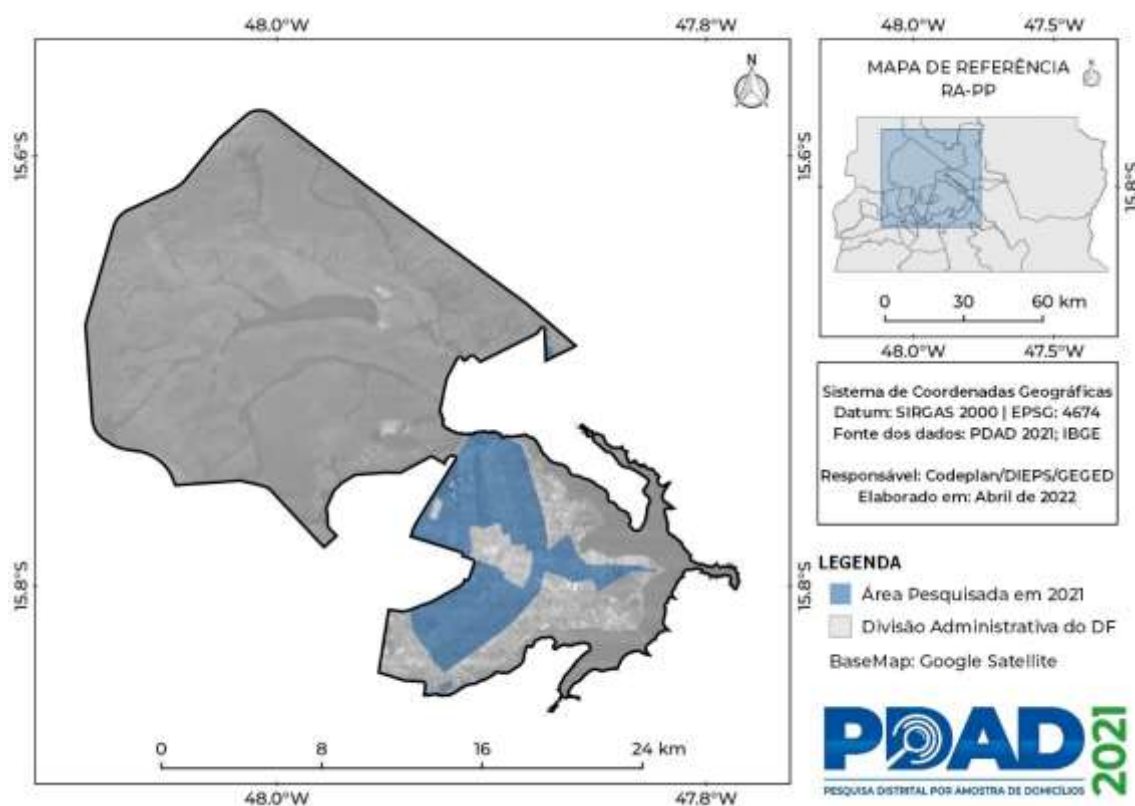 48.0°W
47.8°W
15.6°S
15.8°S
N
15.6°S
15.8°S
0 8 16 24 km
48.0°W
47.8°W
48.0°W
47.5°W
MAPA DE REFERÊNCIA
RA-PP
15.8°S
0 30 60 km
48.0°W
47.5°W
Sistema de Coordenadas Geográficas
Datum: SIRGAS 2000 | EPSG: 4674
Fonte dos dados: PDAD 2021; IBGE
Responsável: Codeplan/DIEPS/GEGED
Elaborado em: Abril de 2022
LEGENDA
Área Pesquisada em 2021
Divisão Administrativa do DF
BaseMap: Google Satellite
PDAD 2021
PESQUISA DISTRITAL POR AMOSTRA DE DOMICÍLIOS